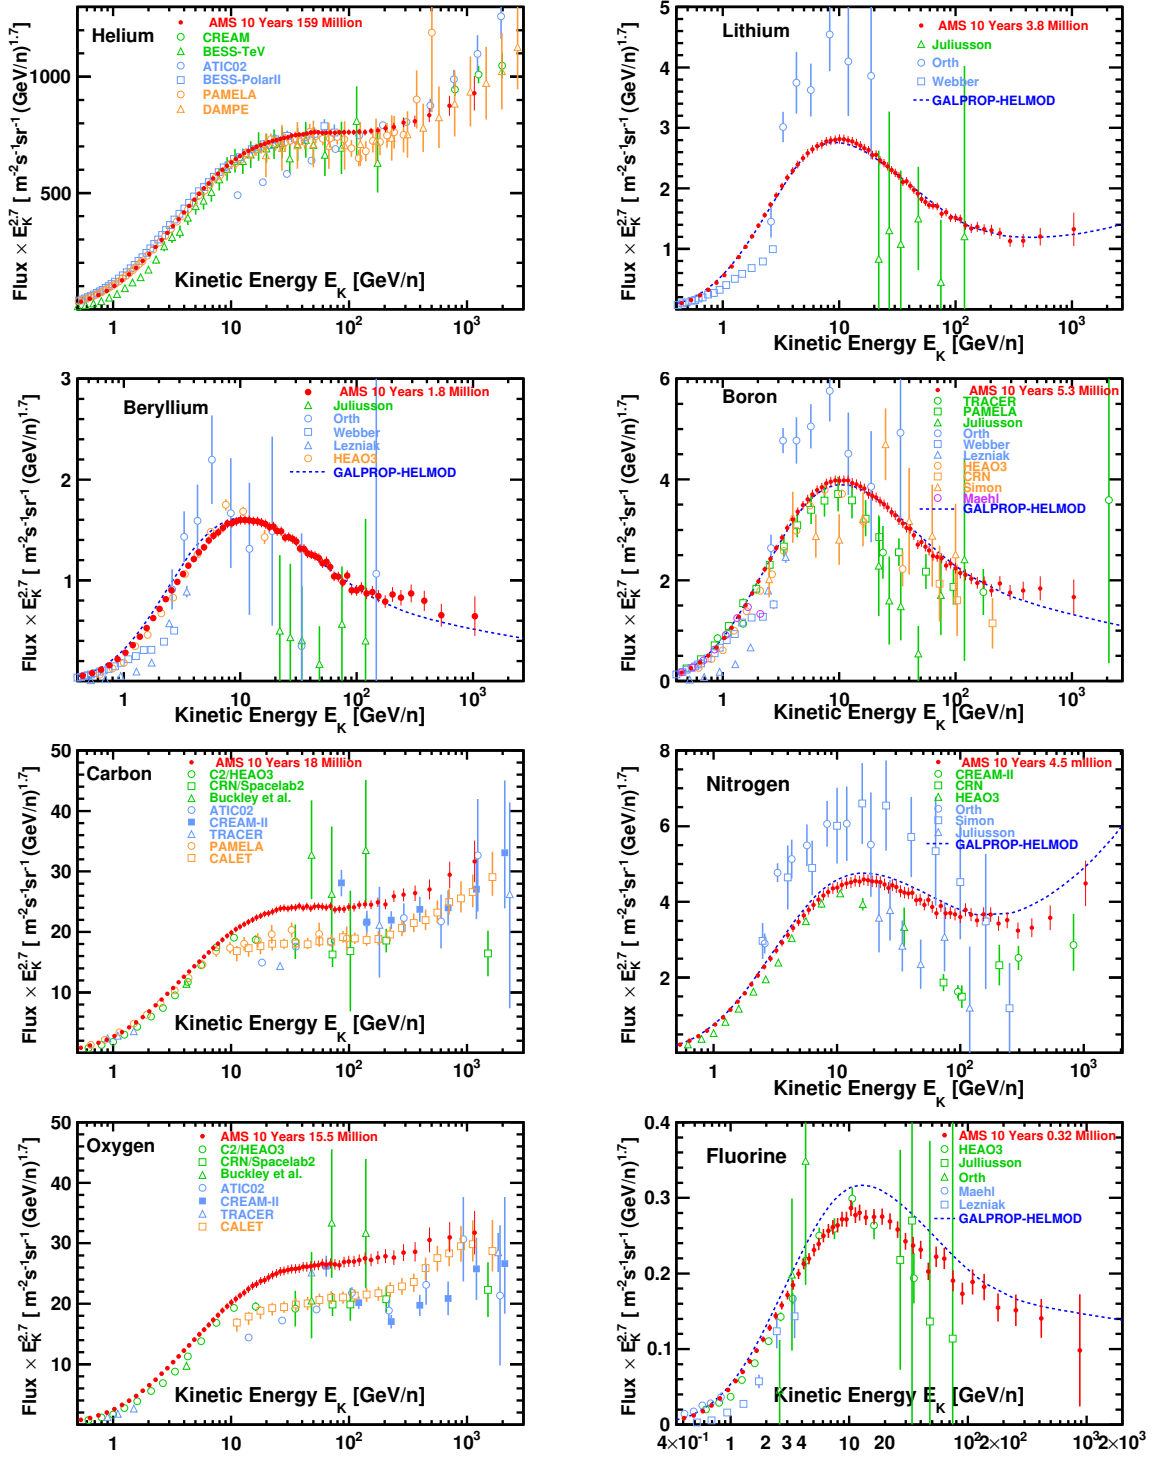 Helium
AMS 10 Years 159 Million
CREAM
BESS-TeV
ATIC02
BESS-PolarII
PAMELA
DAMPE
1000
500
Flux × E_K^2.7 [ m^-2s^-1sr^-1 (GeV/n)^1.7]
Kinetic Energy E_K [GeV/n]
1 10 10^2 10^3
Lithium
AMS 10 Years 3.8 Million
Juliusson
Orth
Webber
GALPROP-HELMOD
5
4
3
2
1
Flux × E_K^2.7 [ m^-2s^-1sr^-1 (GeV/n)^1.7]
1 10 10^2 10^3
Kinetic Energy E_K [GeV/n]
Beryllium
AMS 10 Years 1.8 Million
Juliusson
Orth
Webber
Lezniak
HEAO3
GALPROP-HELMOD
3
2
1
Flux × E_K^2.7 [ m^-2s^-1sr^-1 (GeV/n)^1.7]
1 10 10^2 10^3
Kinetic Energy E_K [GeV/n]
Boron
AMS 10 Years 5.3 Million
TRACER
PAMELA
Juliusson
Orth
Webber
Lezniak
HEAO3
CRN
Simon
Maehl
GALPROP-HELMOD
6
4
2
0
Flux × E_K^2.7 [ m^-2s^-1sr^-1 (GeV/n)^1.7]
1 10 10^2 10^3
Kinetic Energy E_K [GeV/n]
Carbon
AMS 10 Years 18 Million
C2/HEAO3
CRN/Spacelab2
Buckley et al.
ATIC02
CREAM-II
TRACER
PAMELA
CALET
50
40
30
20
10
Flux × E_K^2.7 [ m^-2s^-1sr^-1 (GeV/n)^1.7]
Kinetic Energy E_K [GeV/n]
1 10 10^2 10^3
Nitrogen
AMS 10 Years 4.5 million
CREAM-II
CRN
HEAO3
Orth
Simon
Juliusson
GALPROP-HELMOD
8
6
4
2
Flux × E_K^2.7 [ m^-2s^-1sr^-1 (GeV/n)^1.7]
1 10 10^2 10^3
Kinetic Energy E_K [GeV/n]
Oxygen
AMS 10 Years 15.5 Million
C2/HEAO3
CRN/Spacelab2
Buckley et al.
ATIC02
CREAM-II
TRACER
CALET
50
40
30
20
10
Flux × E_K^2.7 [ m^-2s^-1sr^-1 (GeV/n)^1.7]
Kinetic Energy E_K [GeV/n]
1 10 10^2 10^3
Fluorine
AMS 10 Years 0.32 Million
HEAO3
Julliusson
Orth
Maehl
Lezniak
GALPROP-HELMOD
0.4
0.3
0.2
0.1
0
Flux × E_K^2.7 [ m^-2s^-1sr^-1 (GeV/n)^1.7]
Kinetic Energy E_K [GeV/n]
4×10^-1 1 2 3 4 10 20 10^2 2×10^2 10^3 2×10^3